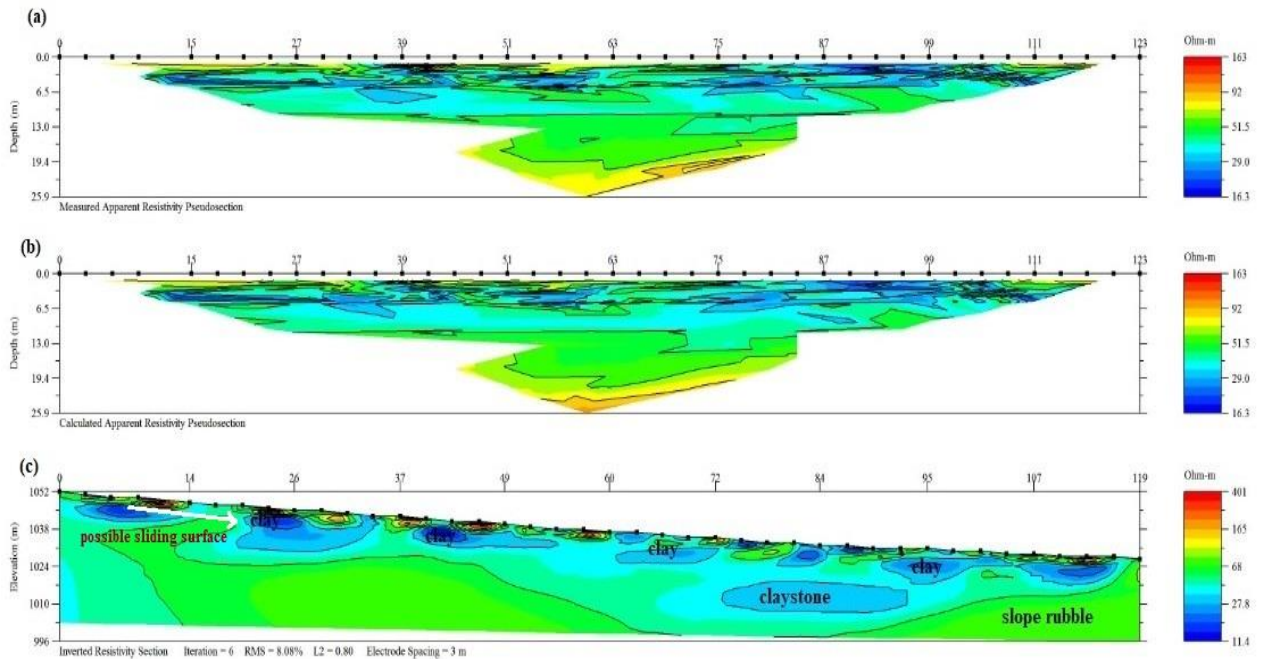 (a)
0 15 27 39 51 63 75 87 99 111 123
Ohm-m
0.0
6.5
13.0
19.4
25.9
Depth (m)
163
92
51.5
29.0
16.3
Measured Apparent Resistivity Pseudosection
(b)
0 15 27 39 51 63 75 87 99 111 123
Ohm-m
0.0
6.5
13.0
19.4
25.9
Depth (m)
163
92
51.5
29.0
16.3
Calculated Apparent Resistivity Pseudosection
(c)
0 14 26 37 49 60 72 84 95 107 119
Ohm-m
1052
1038
1024
1010
996
Elevation (m)
possible sliding surface
clay
clay
clay
clay
claystone
slope rubble
401
165
68
27.8
11.4
Inverted Resistivity Section Iteration = 6 RMS = 8.08% L2 = 0.80 Electrode Spacing = 3 m